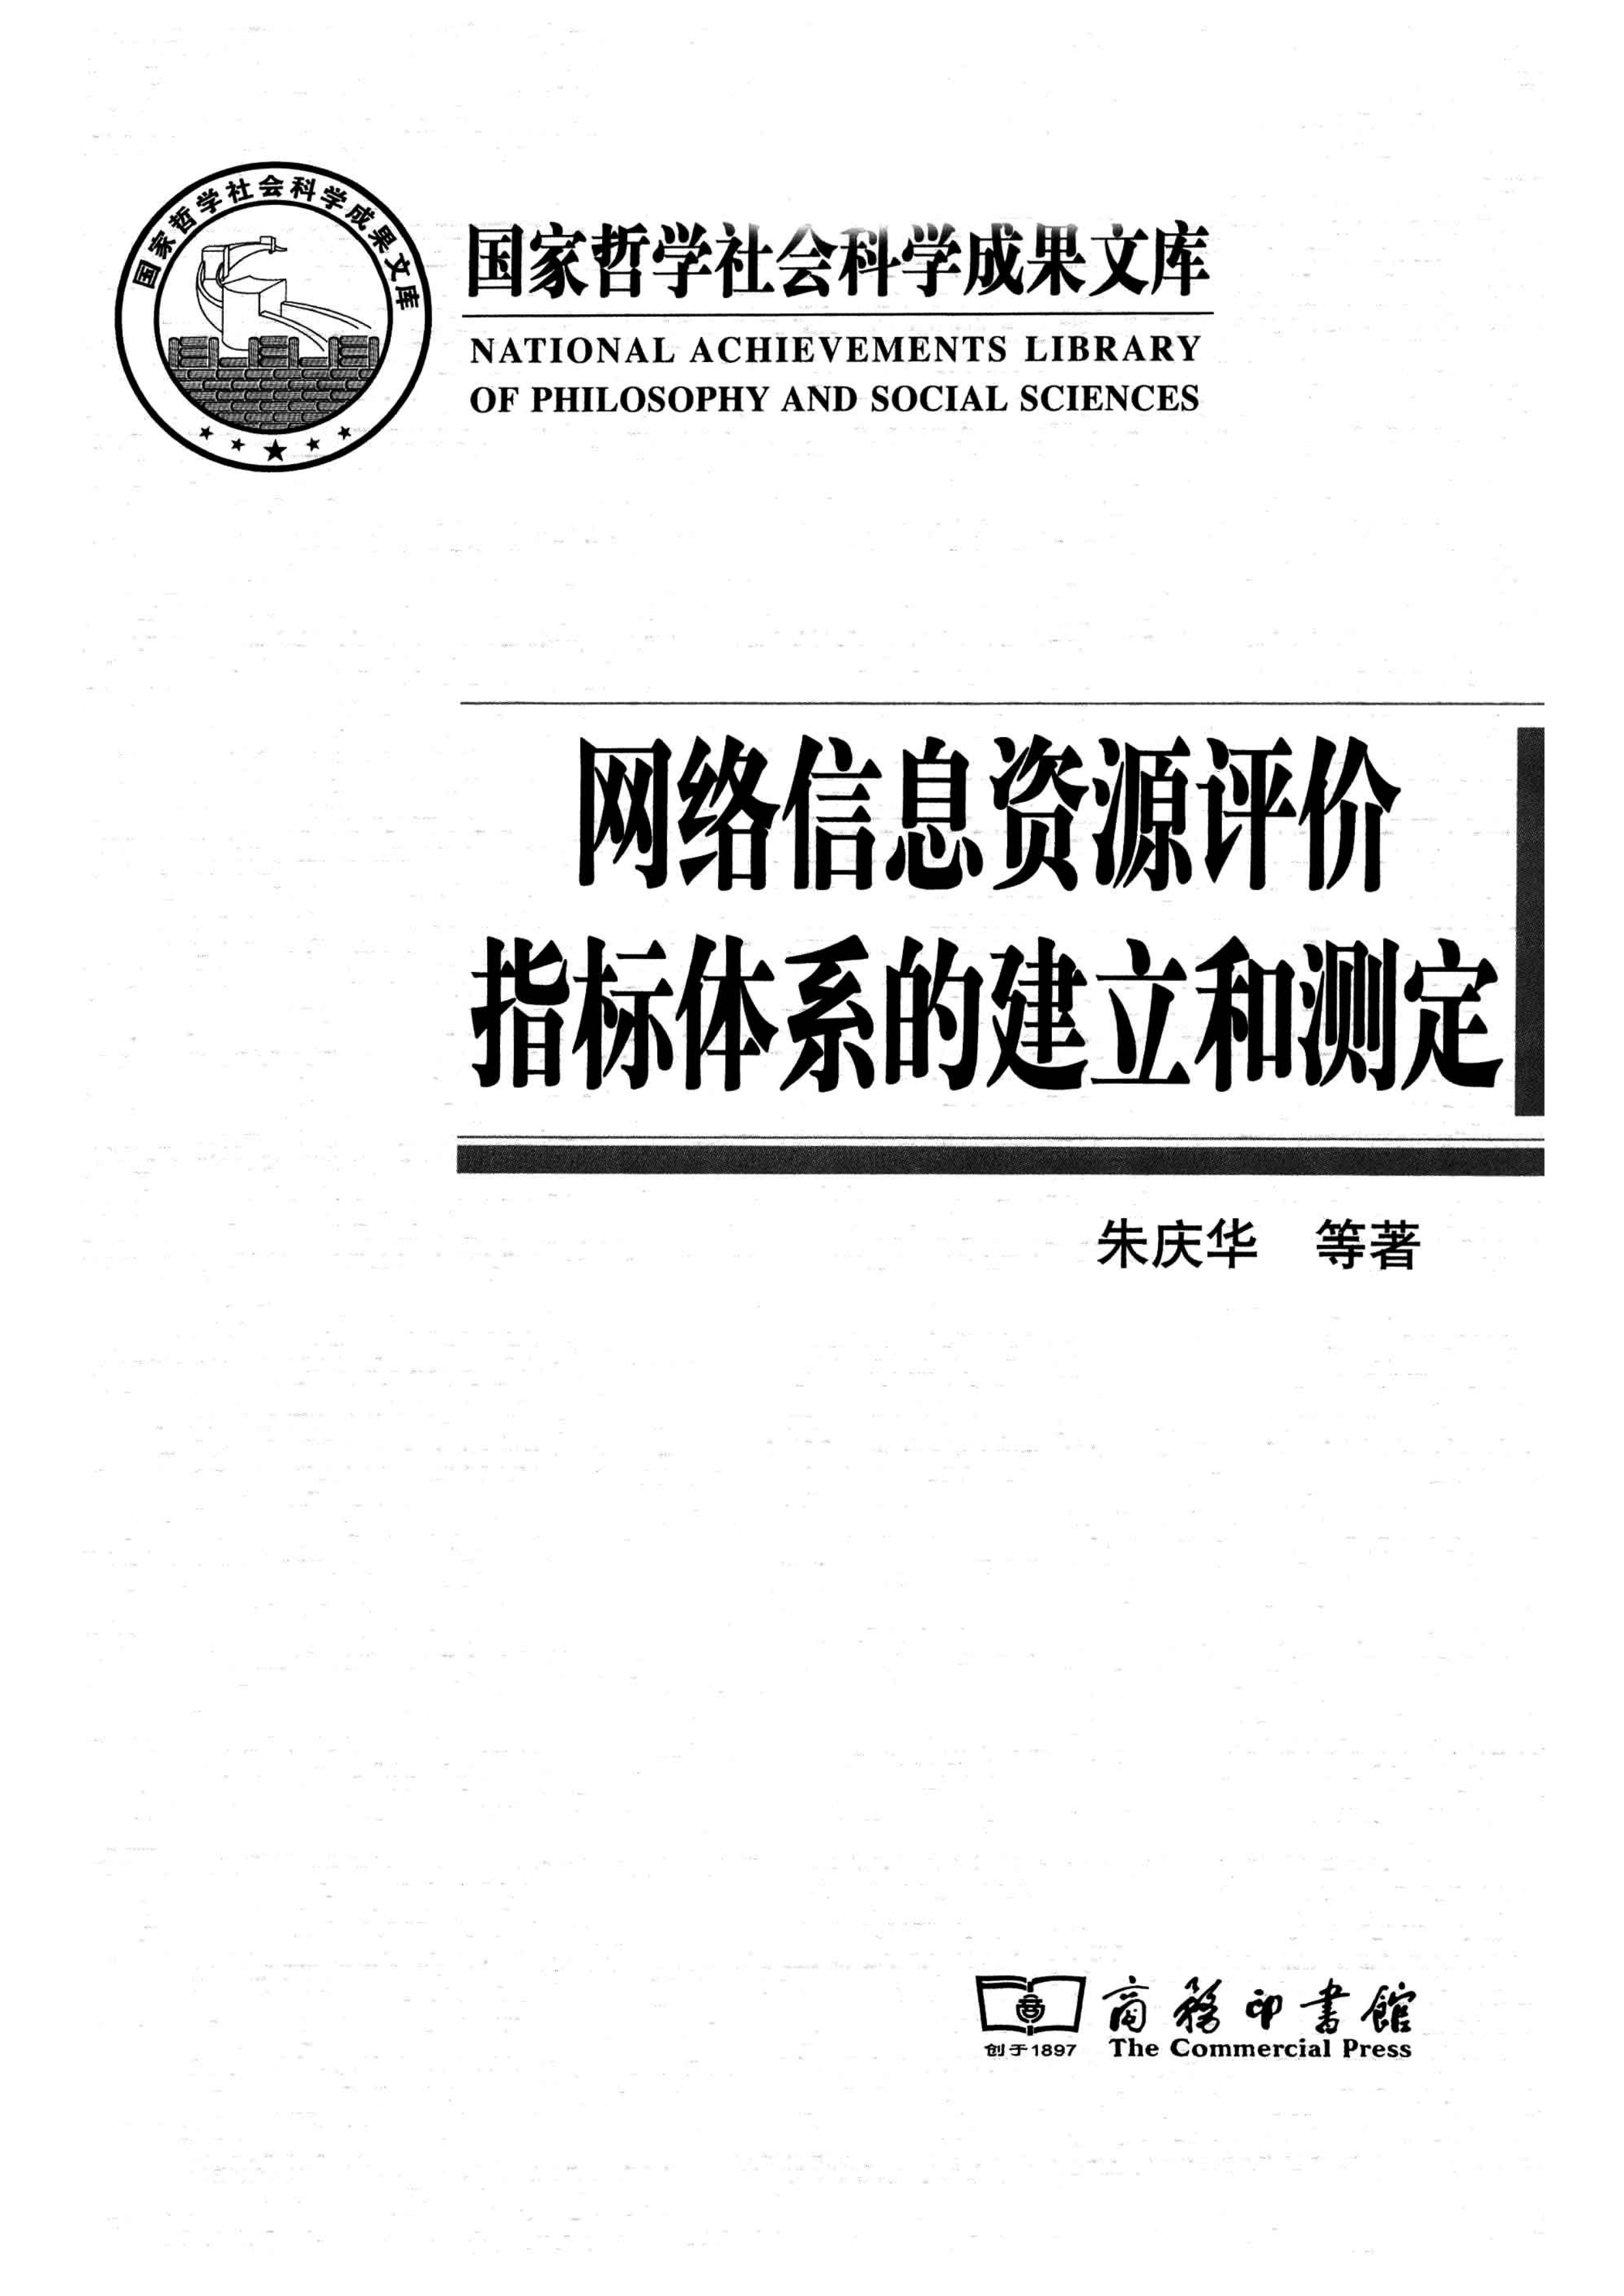 国家哲学社会科学成果文库
国家哲学社会科学成果文库
NATIONAL ACHIEVEMENTS LIBRARY
OF PHILOSOPHY AND SOCIAL SCIENCES
网络信息资源评价
指标体系的建立和测定
朱庆华 等著
商
商務印書館
创于1897 The Commercial Press